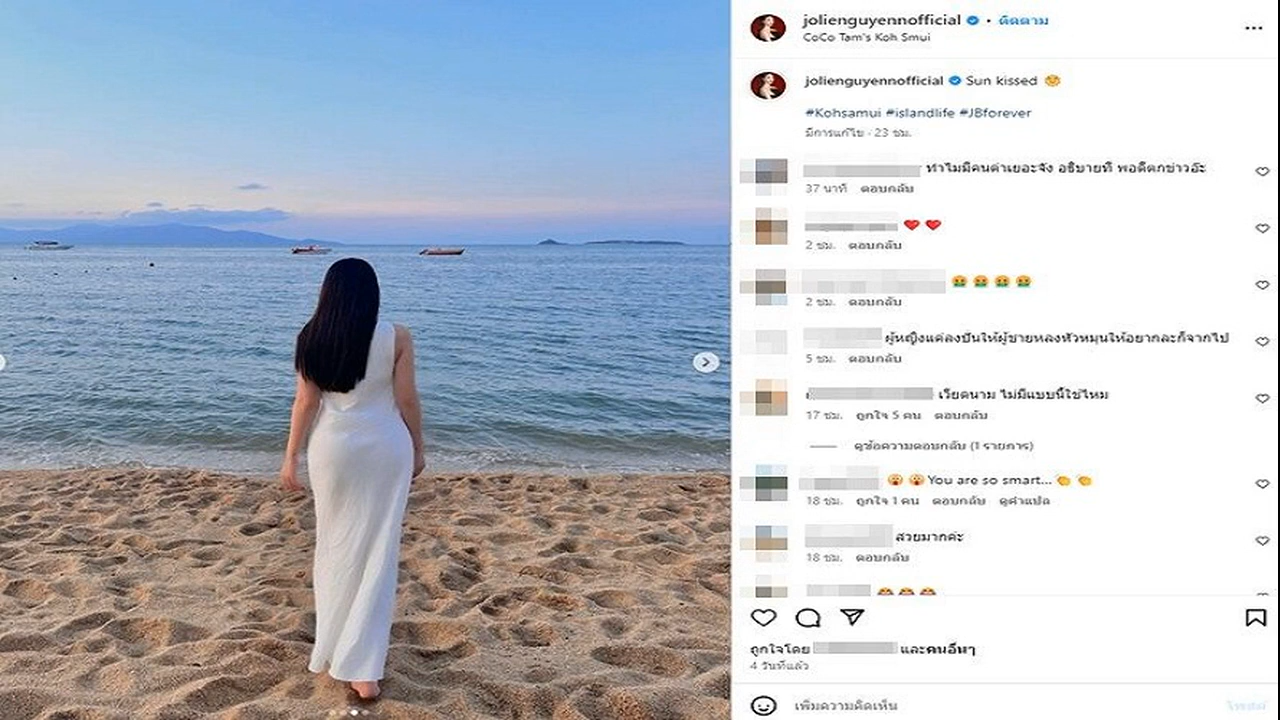 jolienguyennofficial • ติดตาม
CoCo Tam's Koh Smui
jolienguyennofficial Sun kissed
#Kohsamui #islandlife #JBforever
มีการแก้ไข · 23 ชม.
ทำไมมีคนด่าเยอะจัง อธิบายที พอดีตกข่าวอ๊ะ
37 นาที ตอบกลับ
❤️ ❤️
2 ชม. ตอบกลับ
🤮 🤮 🤮 🤮
2 ชม. ตอบกลับ
ผู้หญิงแค่ลงปั่นให้ผู้ชายหลงหัวหมุนให้อยากละก็จากไป
5 ชม. ตอบกลับ
เวียดนาม ไม่มีแบบนี้ใช่ไหม
17 ชม. ถูกใจ 5 คน ตอบกลับ
ดูข้อความตอบกลับ (1 รายการ)
You are so smart...
18 ชม. ถูกใจ 1 คน ตอบกลับ ดูคำแปล
สวยมากค่ะ
18 ชม. ตอบกลับ
ถูกใจโดย และคนอื่นๆ
4 วันที่แล้ว
เพิ่มความคิดเห็น โพสต์